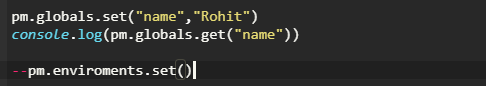 pm.globals.set("name","Rohit")
console.log(pm.globals.get("name"))
--pm.enviroments.set()